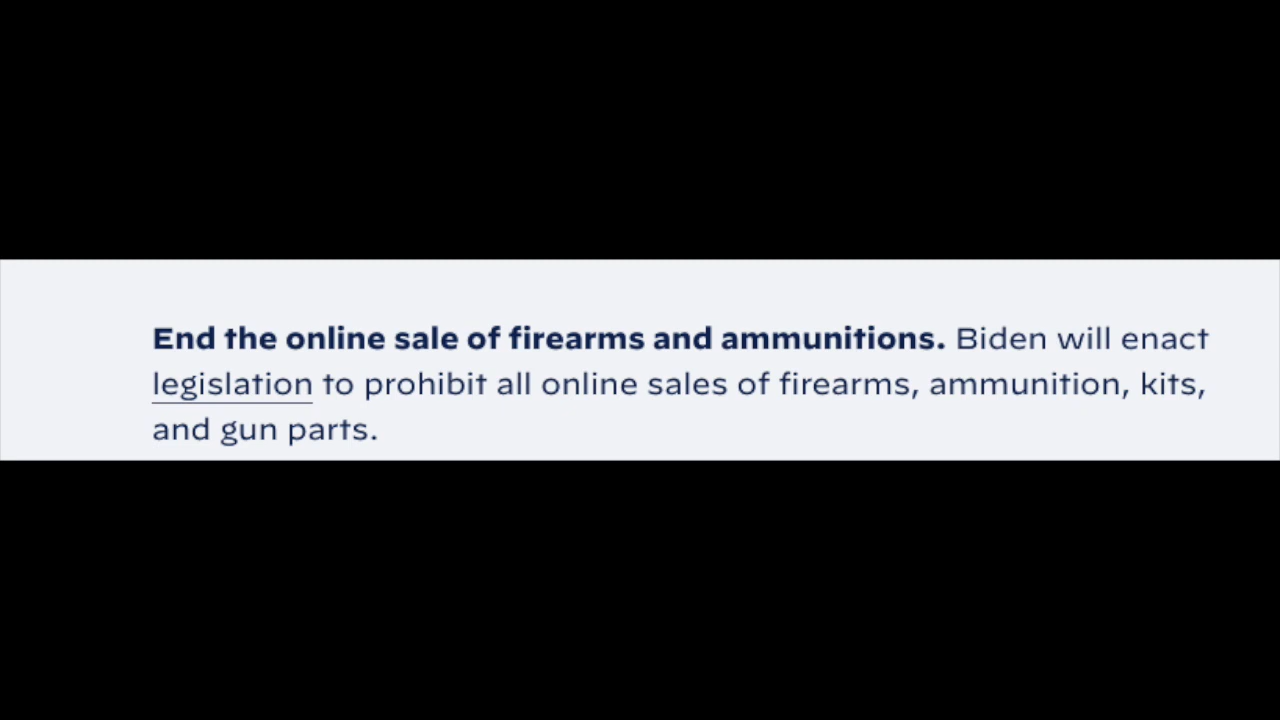 End the online sale of firearms and ammunitions. Biden will enact
legislation to prohibit all online sales of firearms, ammunition, kits,
and gun parts.